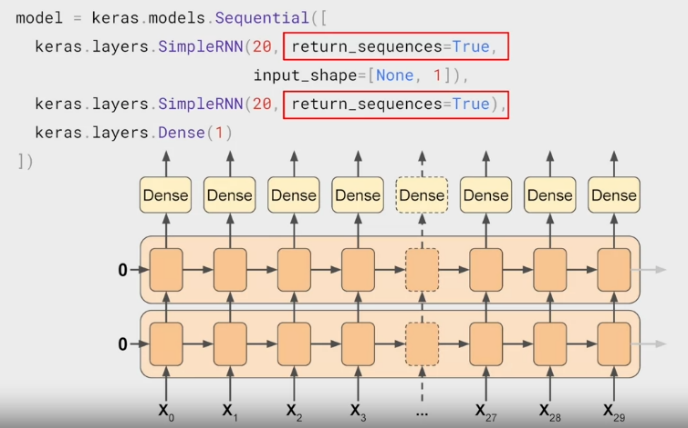 model = keras.models.Sequential([
keras.layers.SimpleRNN(20, return_sequences=True,
input_shape=[None, 1]),
keras.layers.SimpleRNN(20, return_sequences=True),
keras.layers.Dense(1)
])
Dense Dense Dense Dense Dense Dense Dense Dense
0
0
X0 X1 X2 X3 ... X27 X28 X29